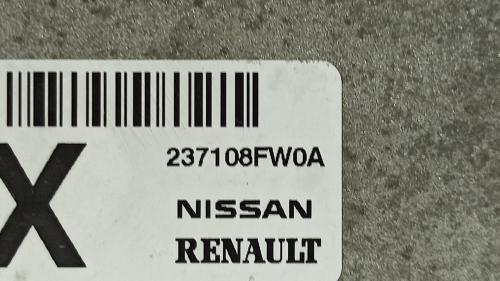 237108FW0A
X
NISSAN
RENAULT